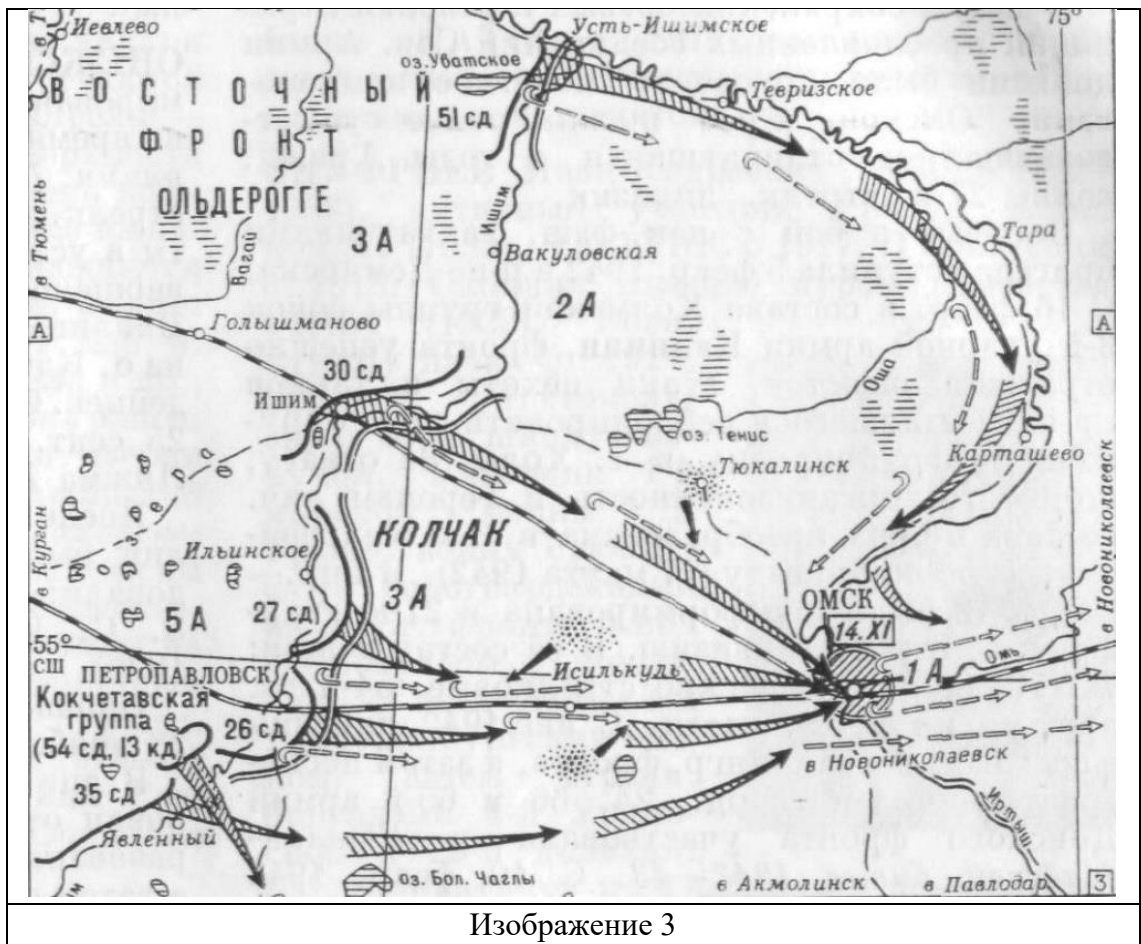 Иевлево
Усть-Ишимское
75°
оз. Уватское
ВОСТОЧНЫЙ
Тевризское
51 сд
ФРОНТ
ОЛЬДЕРОГГЕ
в Тюмень
Вагай
3 А
Ишим
Вакуловская
Тара
2 А
А
Голышманово
А
30 сд
Ошо
Ишим
оз. Тенис
Карташево
Тюкалинск
в Курган
КОЛЧАК
в Новониколаевск
Ильинское
3 А
5 А
27 сд
ОМСК
14. XI
55°
СШ
ПЕТРОПАВЛОВСК
Исилькуль
1 А
Омь
Кокчетавская
группа
(54 сд, 13 кд)
26 сд
в Новониколаевск
35 сд
Явленный
Иртыш
оз. Бол. Чаглы
в Акмолинск
в Павлодар
3
Изображение 3